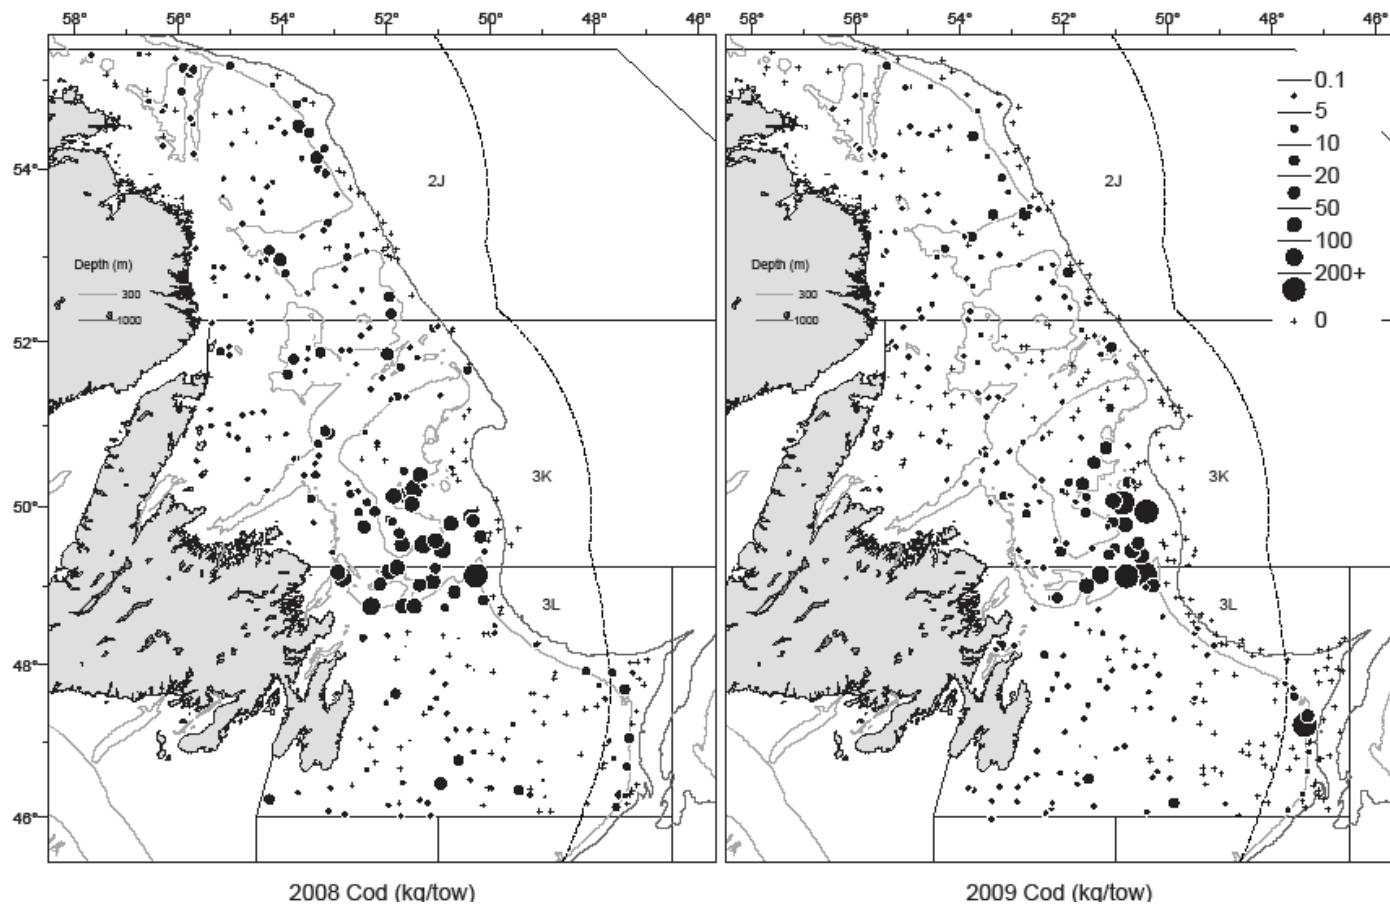 58° 56° 54° 52° 50° 48° 46°
58° 56° 54° 52° 50° 48° 46°
54°
52°
50°
48°
46°
2J
3K
3L
Depth (m)
300
1000
2008 Cod (kg/tow)
2J
3K
3L
Depth (m)
300
1000
0.1
5
10
20
50
100
200+
0
2009 Cod (kg/tow)